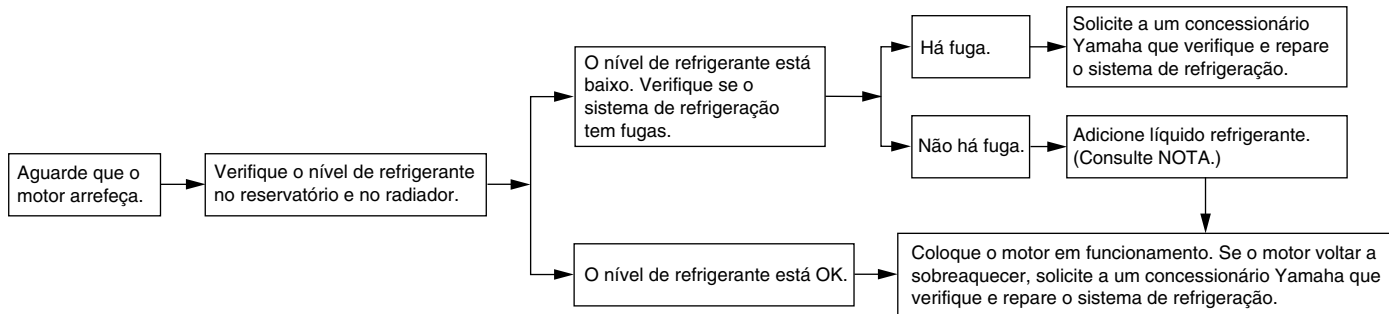 Aguarde que o
motor arrefeça.
Verifique o nível de refrigerante
no reservatório e no radiador.
O nível de refrigerante está
baixo. Verifique se o
sistema de refrigeração
tem fugas.
Há fuga.
Solicite a um concessionário
Yamaha que verifique e repare
o sistema de refrigeração.
Não há fuga.
Adicione líquido refrigerante.
(Consulte NOTA.)
O nível de refrigerante está OK.
Coloque o motor em funcionamento. Se o motor voltar a
sobreaquecer, solicite a um concessionário Yamaha que
verifique e repare o sistema de refrigeração.